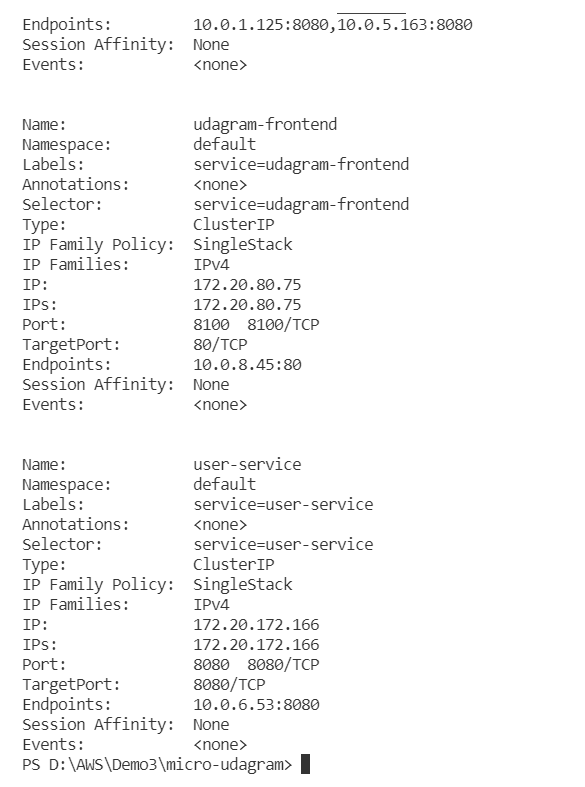 Endpoints:         10.0.1.125:8080,10.0.5.163:8080
Session Affinity:  None
Events:            <none>
Name:              udagram-frontend
Namespace:         default
Labels:            service=udagram-frontend
Annotations:       <none>
Selector:          service=udagram-frontend
Type:              ClusterIP
IP Family Policy:  SingleStack
IP Families:       IPv4
IP:                172.20.80.75
IPs:               172.20.80.75
Port:              8100  8100/TCP
TargetPort:        80/TCP
Endpoints:         10.0.8.45:80
Session Affinity:  None
Events:            <none>
Name:              user-service
Namespace:         default
Labels:            service=user-service
Annotations:       <none>
Selector:          service=user-service
Type:              ClusterIP
IP Family Policy:  SingleStack
IP Families:       IPv4
IP:                172.20.172.166
IPs:               172.20.172.166
Port:              8080  8080/TCP
TargetPort:        8080/TCP
Endpoints:         10.0.6.53:8080
Session Affinity:  None
Events:            <none>
PS D:\AWS\Demo3\micro-udagram>